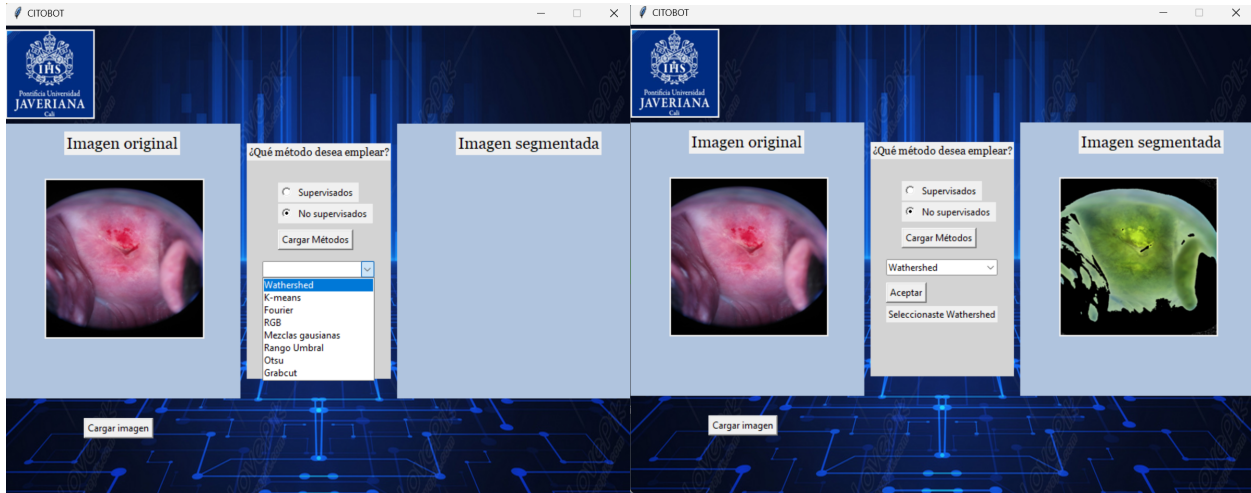 CITOBOT
IHS
Pontificia Universidad
JAVERIANA
Cali
Imagen original
¿Qué método desea emplear?
Supervisados
No supervisados
Cargar Métodos
Wathershed
K-means
Fourier
RGB
Mezclas gausianas
Rango Umbral
Otsu
Grabcut
Imagen segmentada
Cargar imagen
CITOBOT
IHS
Pontificia Universidad
JAVERIANA
Cali
Imagen original
¿Qué método desea emplear?
Supervisados
No supervisados
Cargar Métodos
Wathershed
Aceptar
Seleccionaste Wathershed
Imagen segmentada
Cargar imagen